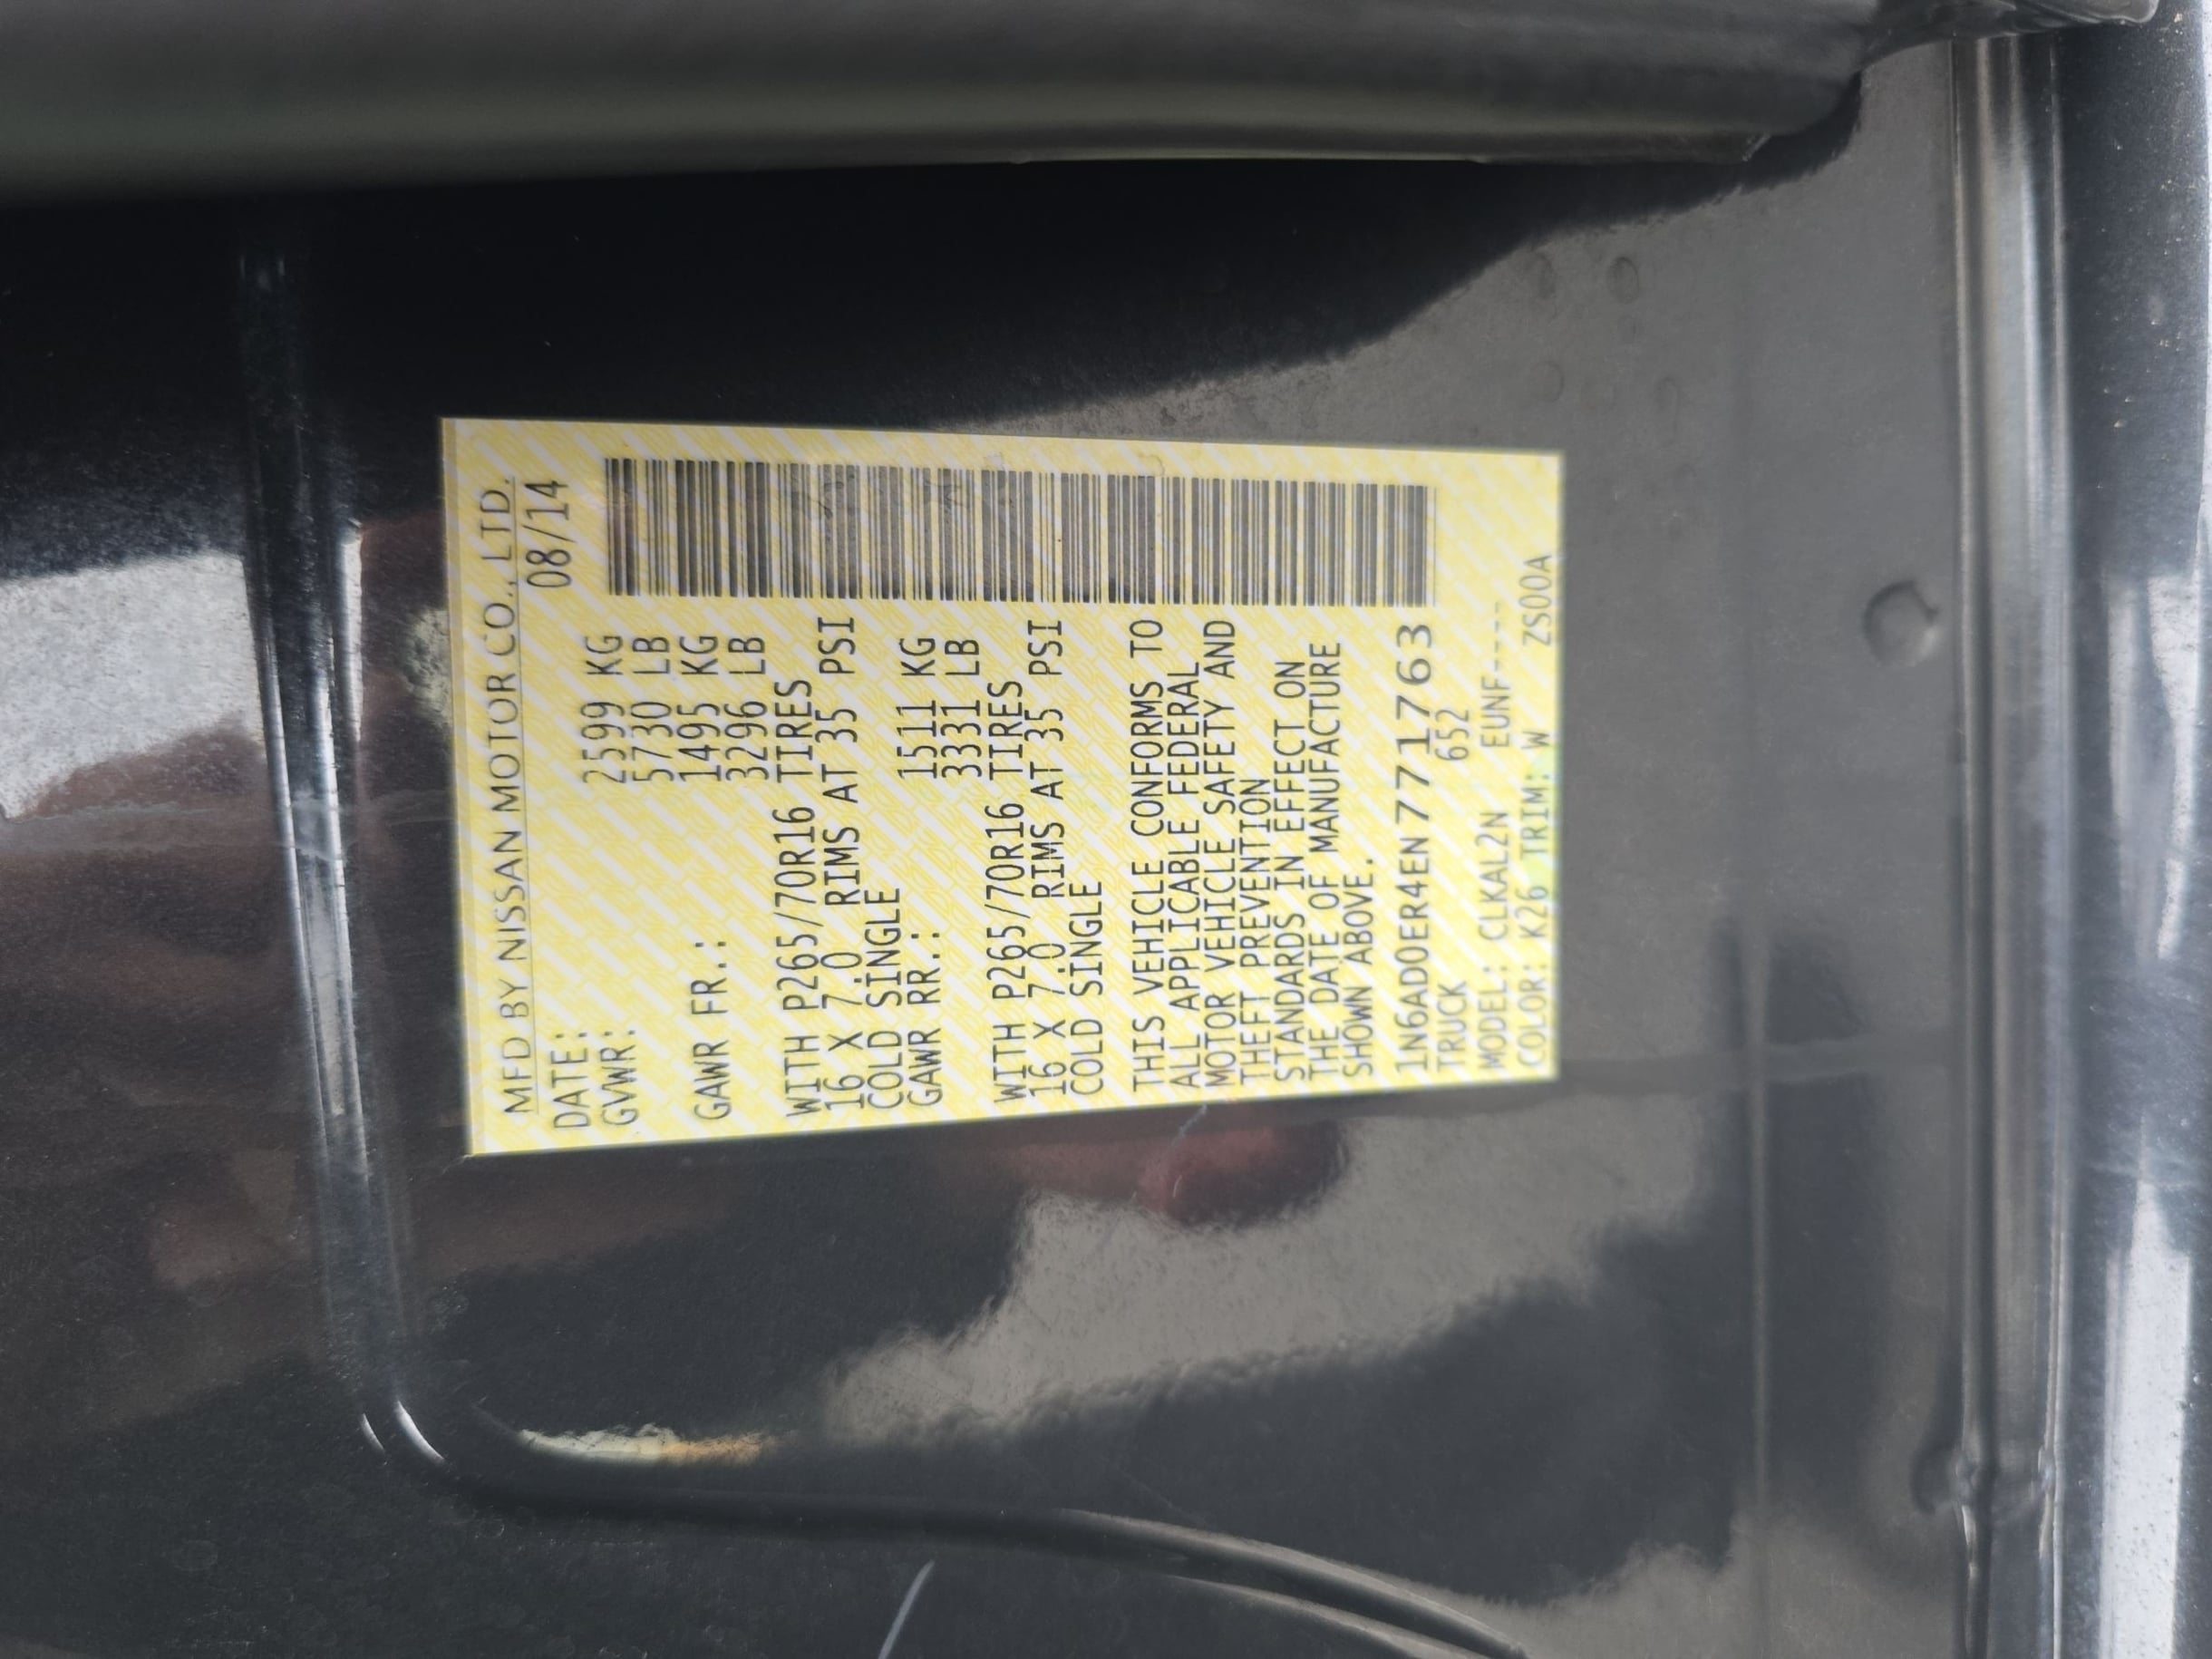 MFD BY NISSAN MOTOR CO., LTD.
DATE: 08/14
GVWR: 2599 KG
5730 LB
GAWR FR.: 1495 KG
3296 LB
WITH P265/70R16 TIRES
16 X 7.0 RIMS AT 35 PSI
COLD SINGLE
GAWR RR.: 1511 KG
3331 LB
WITH P265/70R16 TIRES
16 X 7.0 RIMS AT 35 PSI
COLD SINGLE
THIS VEHICLE CONFORMS TO
ALL APPLICABLE FEDERAL
MOTOR VEHICLE SAFETY AND
THEFT PREVENTION
STANDARDS IN EFFECT ON
THE DATE OF MANUFACTURE
SHOWN ABOVE.
1N6AD0ER4EN771763
TRUCK 652
MODEL: CLKAL2N EUNF----
COLOR: K26 TRIM: W ZS00A